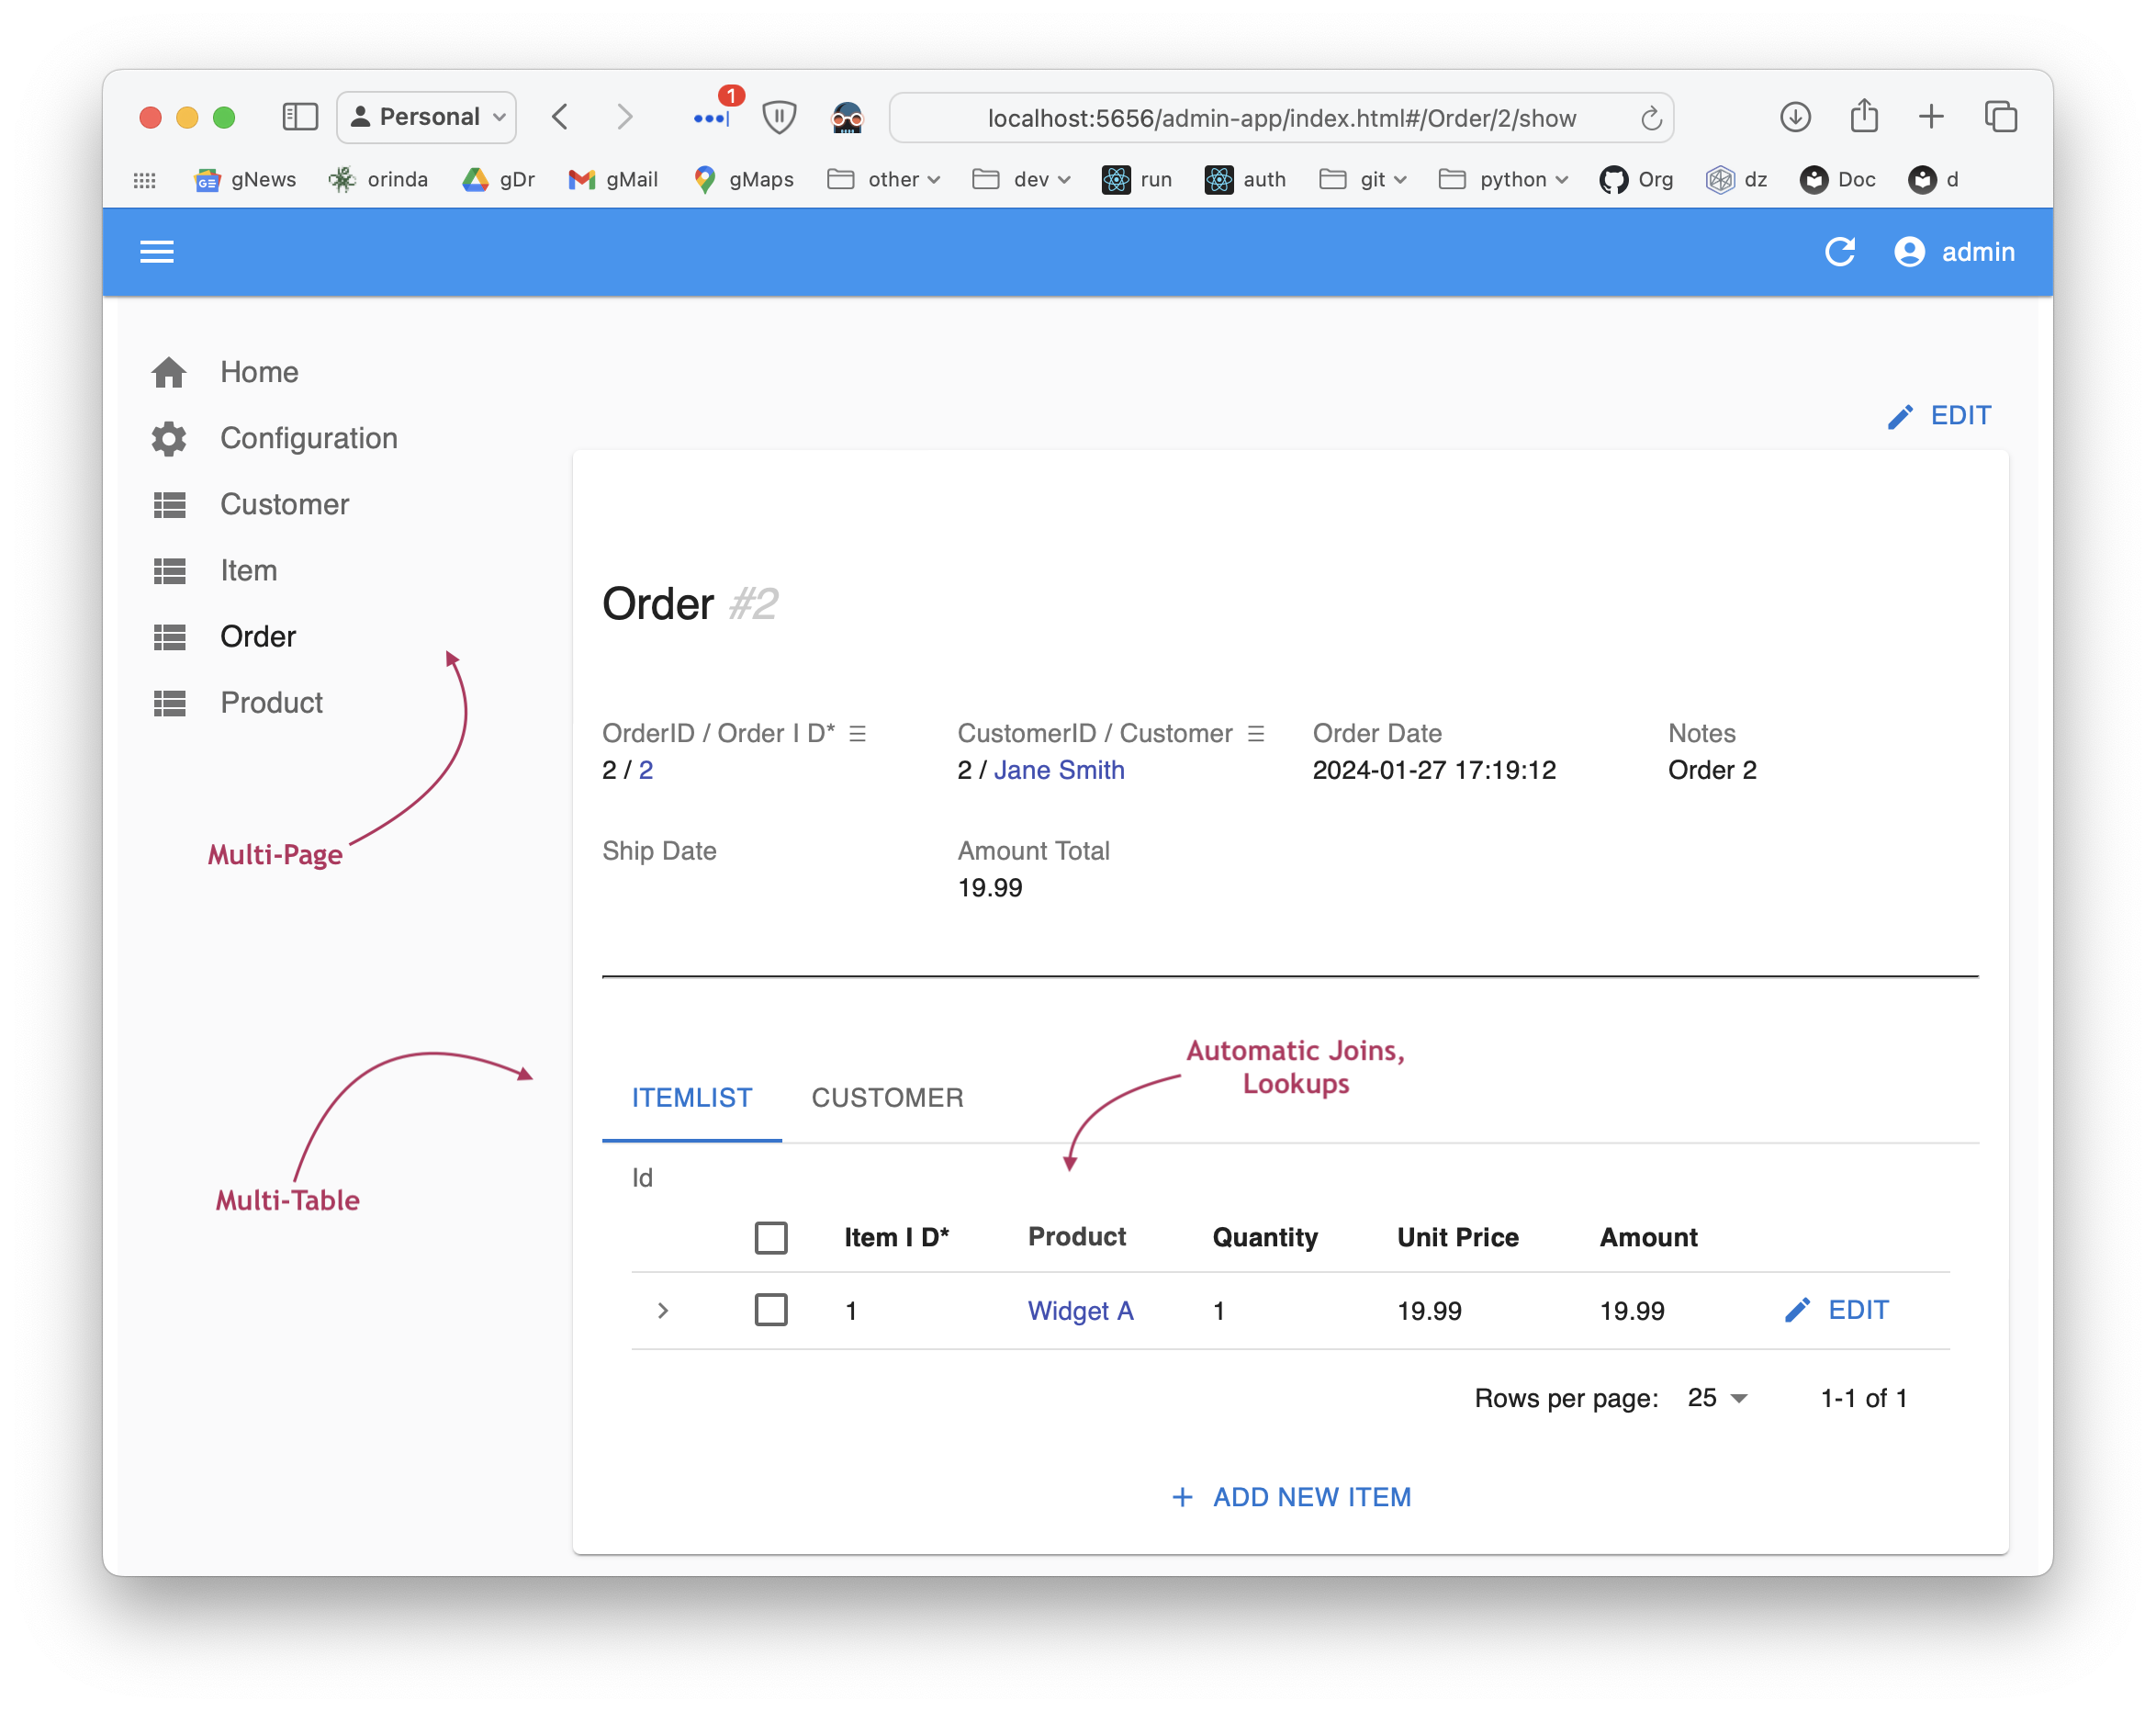 1
Personal
localhost:5656/admin-app/index.html#/Order/2/show
gNews orinda gDr gMail gMaps other dev run auth git python Org dz Doc d
admin
Home
Configuration
Customer
Item
Order
Product
Multi-Page
Multi-Table
EDIT
Order #2
OrderID / Order I D* CustomerID / Customer Order Date Notes
2 / 2 2 / Jane Smith 2024-01-27 17:19:12 Order 2
Ship Date Amount Total
19.99
Automatic Joins,
Lookups
ITEMLIST CUSTOMER
Id
Item I D* Product Quantity Unit Price Amount
1 Widget A 1 19.99 19.99 EDIT
Rows per page: 25 1-1 of 1
+ ADD NEW ITEM